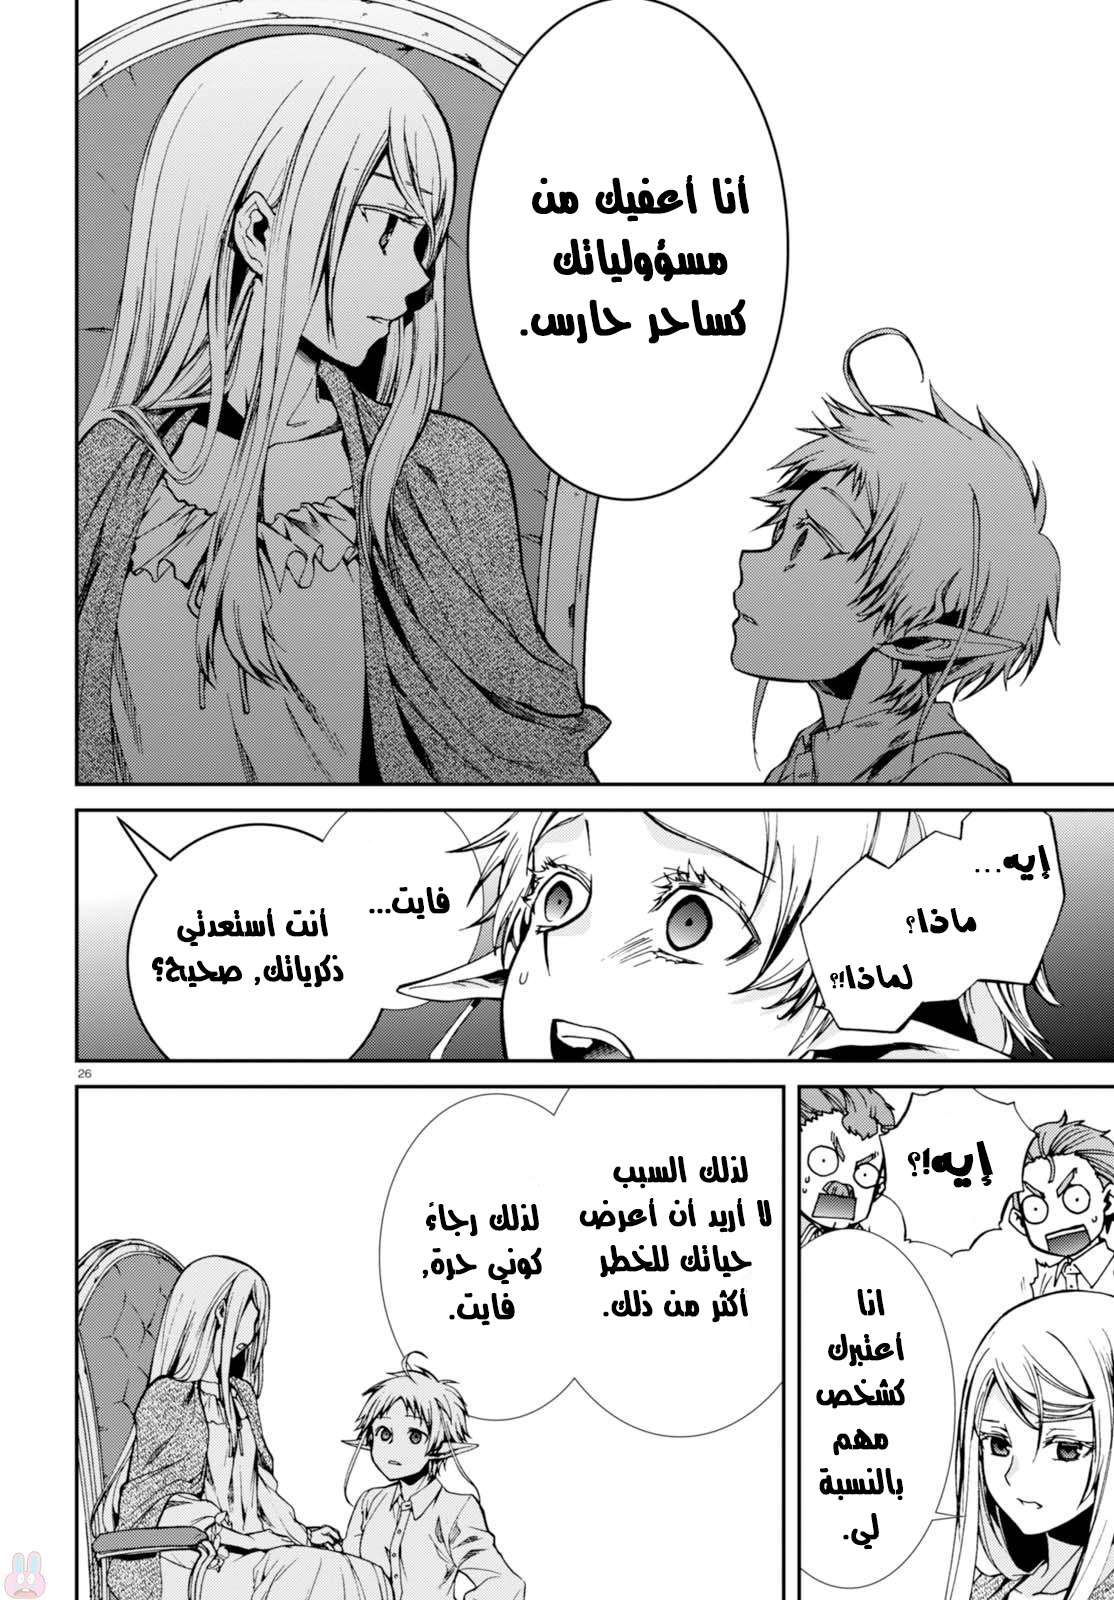 أنا أعفيك من
مسؤولياتك
كساحر حارس.
إيه...
ماذا؟
لماذا!؟
فايت...
أنت أستعدتي
ذكرياتك, صحيح؟
26
إيه!؟
انا
أعتبرك
كشخص
مهم
بالنسبة
لي.
لذلك السبب
لا أريد أن أعرض
حياتك للخطر
أكثر من ذلك.
لذلك رجاءً
كوني حرة,
فايت.